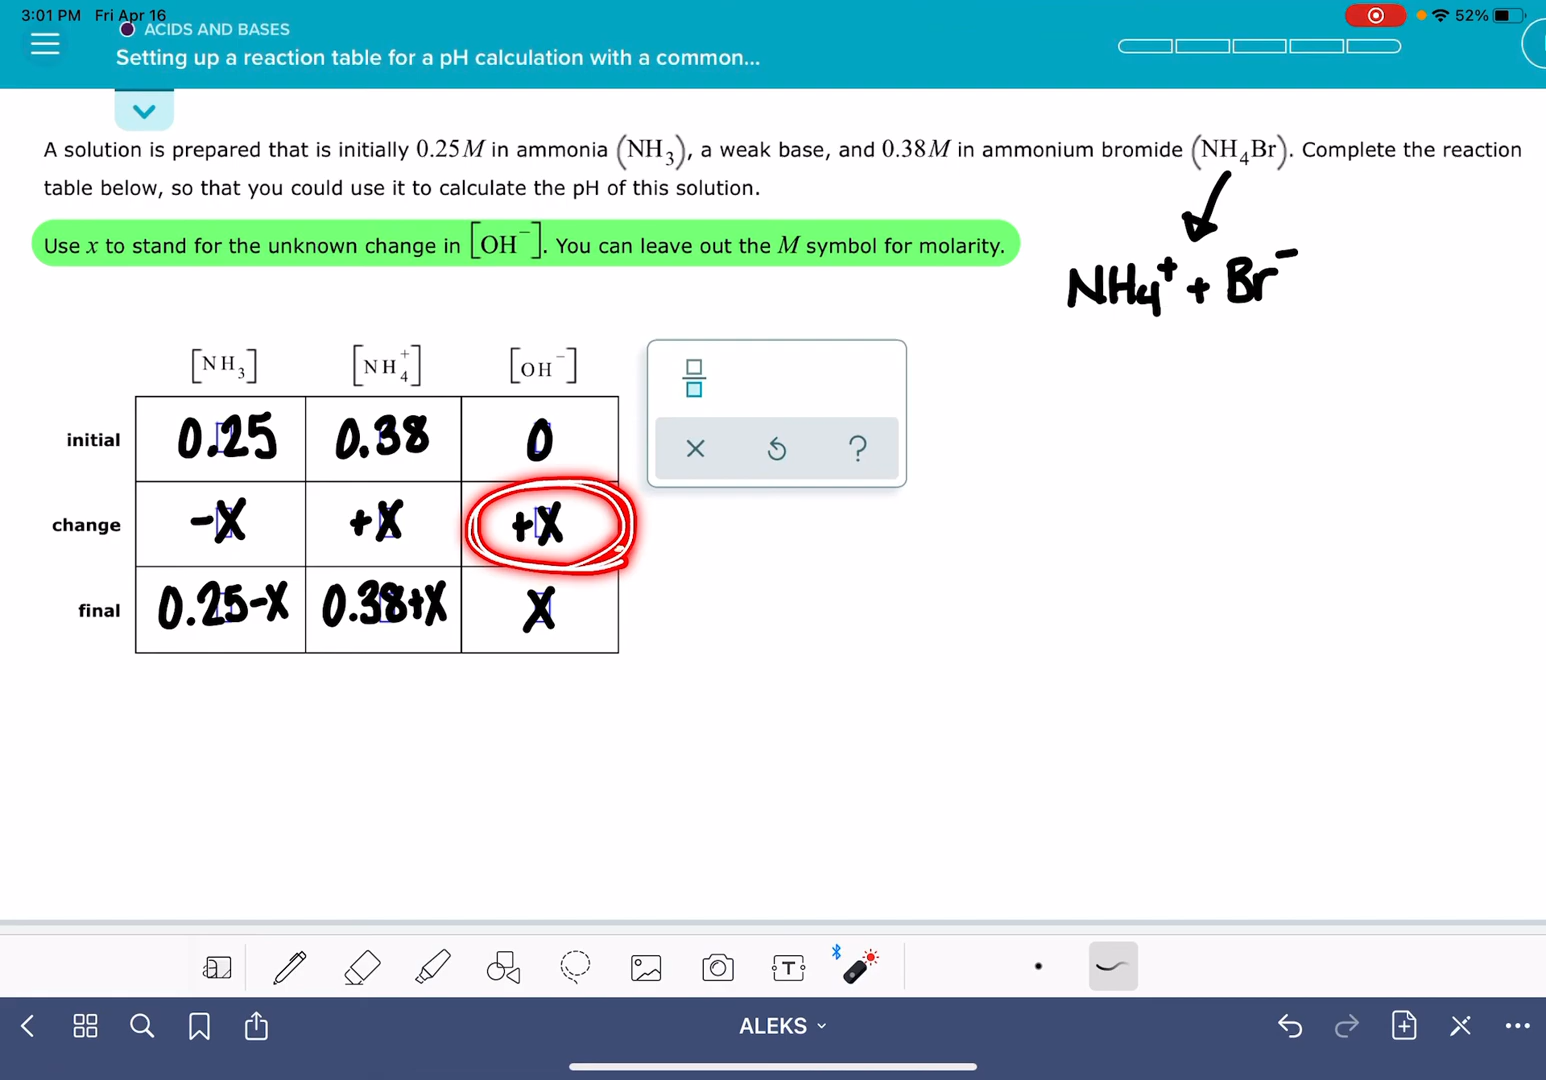 3:01 PM Fri Apr 16
52%
ACIDS AND BASES
Setting up a reaction table for a pH calculation with a common...
A solution is prepared that is initially 0.25M in ammonia (NH₃), a weak base, and 0.38M in ammonium bromide (NH₄Br). Complete the reaction
table below, so that you could use it to calculate the pH of this solution.
Use x to stand for the unknown change in [OH⁻]. You can leave out the M symbol for molarity.
NH₄⁺ + Br⁻
[NH₃] [NH₄⁺] [OH⁻]
initial 0.25 0.38 0
change -X +X +X
final 0.25-X 0.38+X X
× ↺ ?
a T
ALEKS